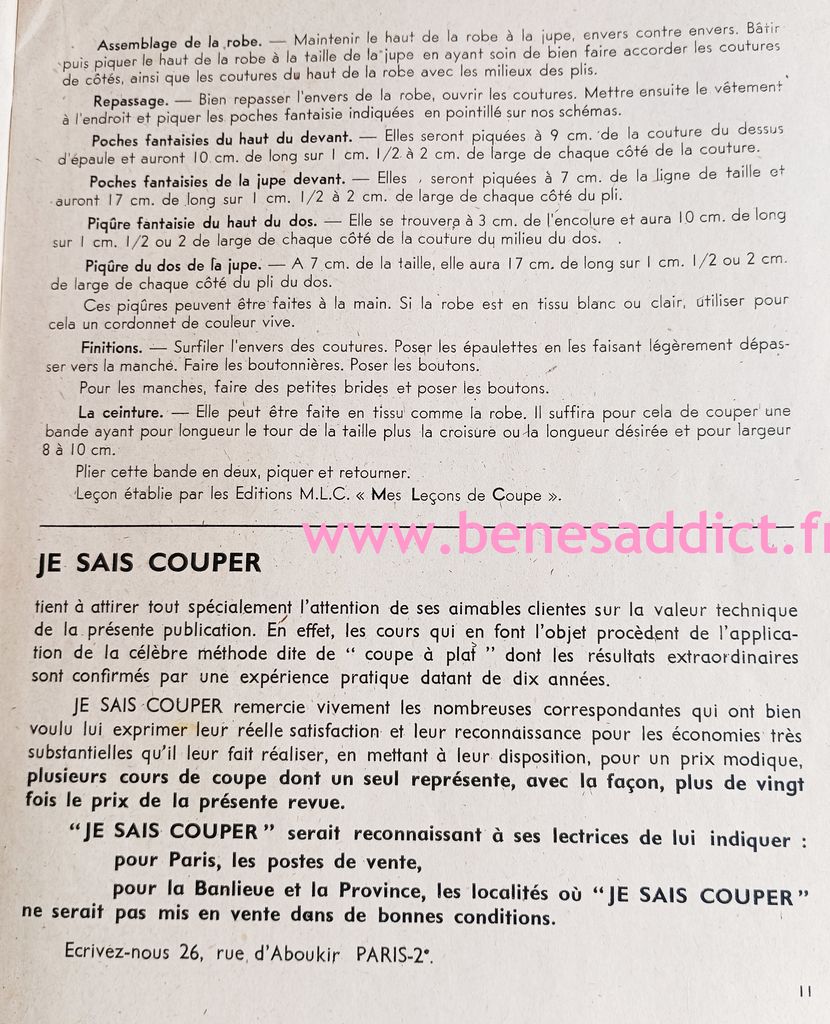 Assemblage de la robe. — Maintenir le haut de la robe à la jupe, envers contre envers. Bâtir
puis piquer le haut de la robe à la taille de la jupe en ayant soin de bien faire accorder les coutures
de côtés, ainsi que les coutures du haut de la robe avec les milieux des plis.
Repassage. — Bien repasser l'envers de la robe, ouvrir les coutures. Mettre ensuite le vêtement
à l'endroit et piquer les poches fantaisie indiquées en pointillé sur nos schémas.
Poches fantaisies du haut du devant. — Elles seront piquées à 9 cm. de la couture du dessus
d'épaule et auront 10 cm. de long sur 1 cm. 1/2 à 2 cm. de large de chaque côté de la couture.
Poches fantaisies de la jupe devant. — Elles seront piquées à 7 cm. de la ligne de taille et
auront 17 cm. de long sur 1 cm. 1/2 à 2 cm. de large de chaque côté du pli.
Piqûre fantaisie du haut du dos. — Elle se trouvera à 3 cm. de l'encolure et aura 10 cm. de long
sur 1 cm. 1/2 ou 2 de large de chaque côté de la couture du milieu du dos.
Piqûre du dos de la jupe. — A 7 cm. de la taille, elle aura 17 cm. de long sur 1 cm. 1/2 ou 2 cm.
de large de chaque côté du pli du dos.
Ces piqûres peuvent être faites à la main. Si la robe est en tissu blanc ou clair, utiliser pour
cela un cordonnet de couleur vive.
Finitions. — Surfiler l'envers des coutures. Poser les épaulettes en les faisant légèrement dépas-
ser vers la manche. Faire les boutonnières. Poser les boutons.
Pour les manches, faire des petites brides et poser les boutons.
La ceinture. — Elle peut être faite en tissu comme la robe. Il suffira pour cela de couper une
bande ayant pour longueur le tour de la taille plus la croisure ou la longueur désirée et pour largeur
8 à 10 cm.
Plier cette bande en deux, piquer et retourner.
Leçon établie par les Editions M.L.C. « Mes Leçons de Coupe ».
www.benesaddict.fr
JE SAIS COUPER
tient à attirer tout spécialement l'attention de ses aimables clientes sur la valeur technique
de la présente publication. En effet, les cours qui en font l'objet procèdent de l'applica-
tion de la célèbre méthode dite de " coupe à plat " dont les résultats extraordinaires
sont confirmés par une expérience pratique datant de dix années.
JE SAIS COUPER remercie vivement les nombreuses correspondantes qui ont bien
voulu lui exprimer leur réelle satisfaction et leur reconnaissance pour les économies très
substantielles qu'il leur fait réaliser, en mettant à leur disposition, pour un prix modique,
plusieurs cours de coupe dont un seul représente, avec la façon, plus de vingt
fois le prix de la présente revue.
"JE SAIS COUPER" serait reconnaissant à ses lectrices de lui indiquer :
pour Paris, les postes de vente,
pour la Banlieue et la Province, les localités où "JE SAIS COUPER"
ne serait pas mis en vente dans de bonnes conditions.
Ecrivez-nous 26, rue d'Aboukir PARIS-2e.
11